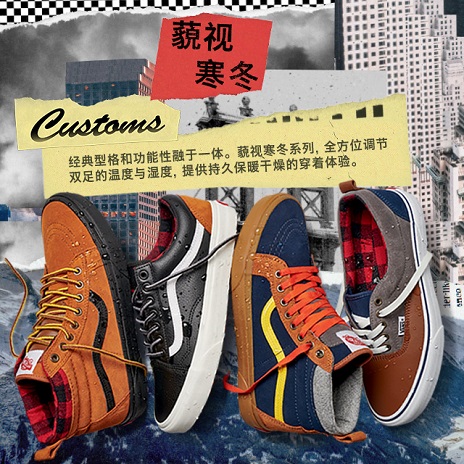 藐视
寒冬
Customs
经典型格和功能性融于一体。藐视寒冬系列, 全方位调节
双足的温度与湿度, 提供持久保暖干燥的穿着体验。